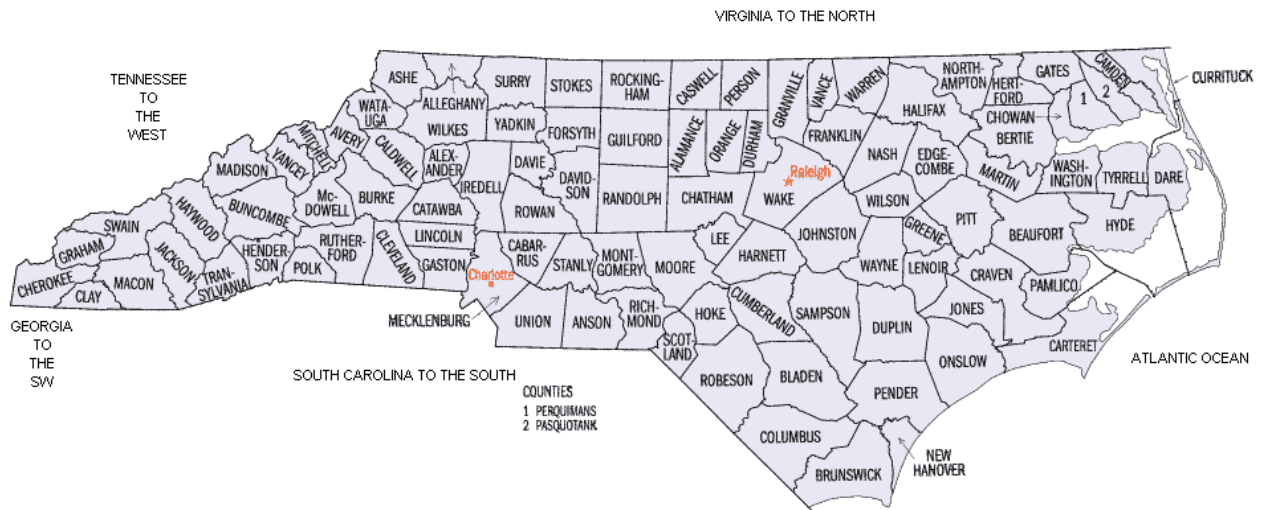 VIRGINIA TO THE NORTH
TENNESSEE
TO
THE
WEST
ASHE
ALLEGHANY
SURRY
STOKES
ROCKING-
HAM
CASWELL
PERSON
GRANVILLE
VANCE
WARREN
NORTH-
AMPTON
HERT-
FORD
GATES
CAMDEN
CURRITUCK
1
2
WATA-
UGA
WILKES
YADKIN
FORSYTH
GUILFORD
ALAMANCE
ORANGE
DURHAM
FRANKLIN
HALIFAX
CHOWAN
BERTIE
MITCHELL
AVERY
CALDWELL
ALEX-
ANDER
IREDELL
DAVIE
DAVID-
SON
RANDOLPH
CHATHAM
Raleigh
WAKE
NASH
EDGE-
COMBE
MARTIN
WASH-
INGTON
TYRRELL
DARE
MADISON
YANCEY
Mc-
DOWELL
BURKE
CATAWBA
ROWAN
WILSON
PITT
BEAUFORT
HYDE
SWAIN
HAYWOOD
BUNCOMBE
RUTHER-
FORD
CLEVELAND
LINCOLN
CABAR-
RUS
STANLY
MONT-
GOMERY
MOORE
LEE
HARNETT
JOHNSTON
GREENE
GRAHAM
JACKSON
HENDER-
SON
POLK
GASTON
Charlotte
WAYNE
LENOIR
CRAVEN
PAMLICO
CHEROKEE
CLAY
MACON
TRAN-
SYLVANIA
MECKLENBURG
UNION
ANSON
RICH-
MOND
SCOT-
LAND
HOKE
CUMBERLAND
SAMPSON
DUPLIN
JONES
CARTERET
GEORGIA
TO
THE
SW
ONSLOW
ATLANTIC OCEAN
SOUTH CAROLINA TO THE SOUTH
ROBESON
BLADEN
PENDER
COUNTIES
1 PERQUIMANS
2 PASQUOTANK
COLUMBUS
BRUNSWICK
NEW
HANOVER